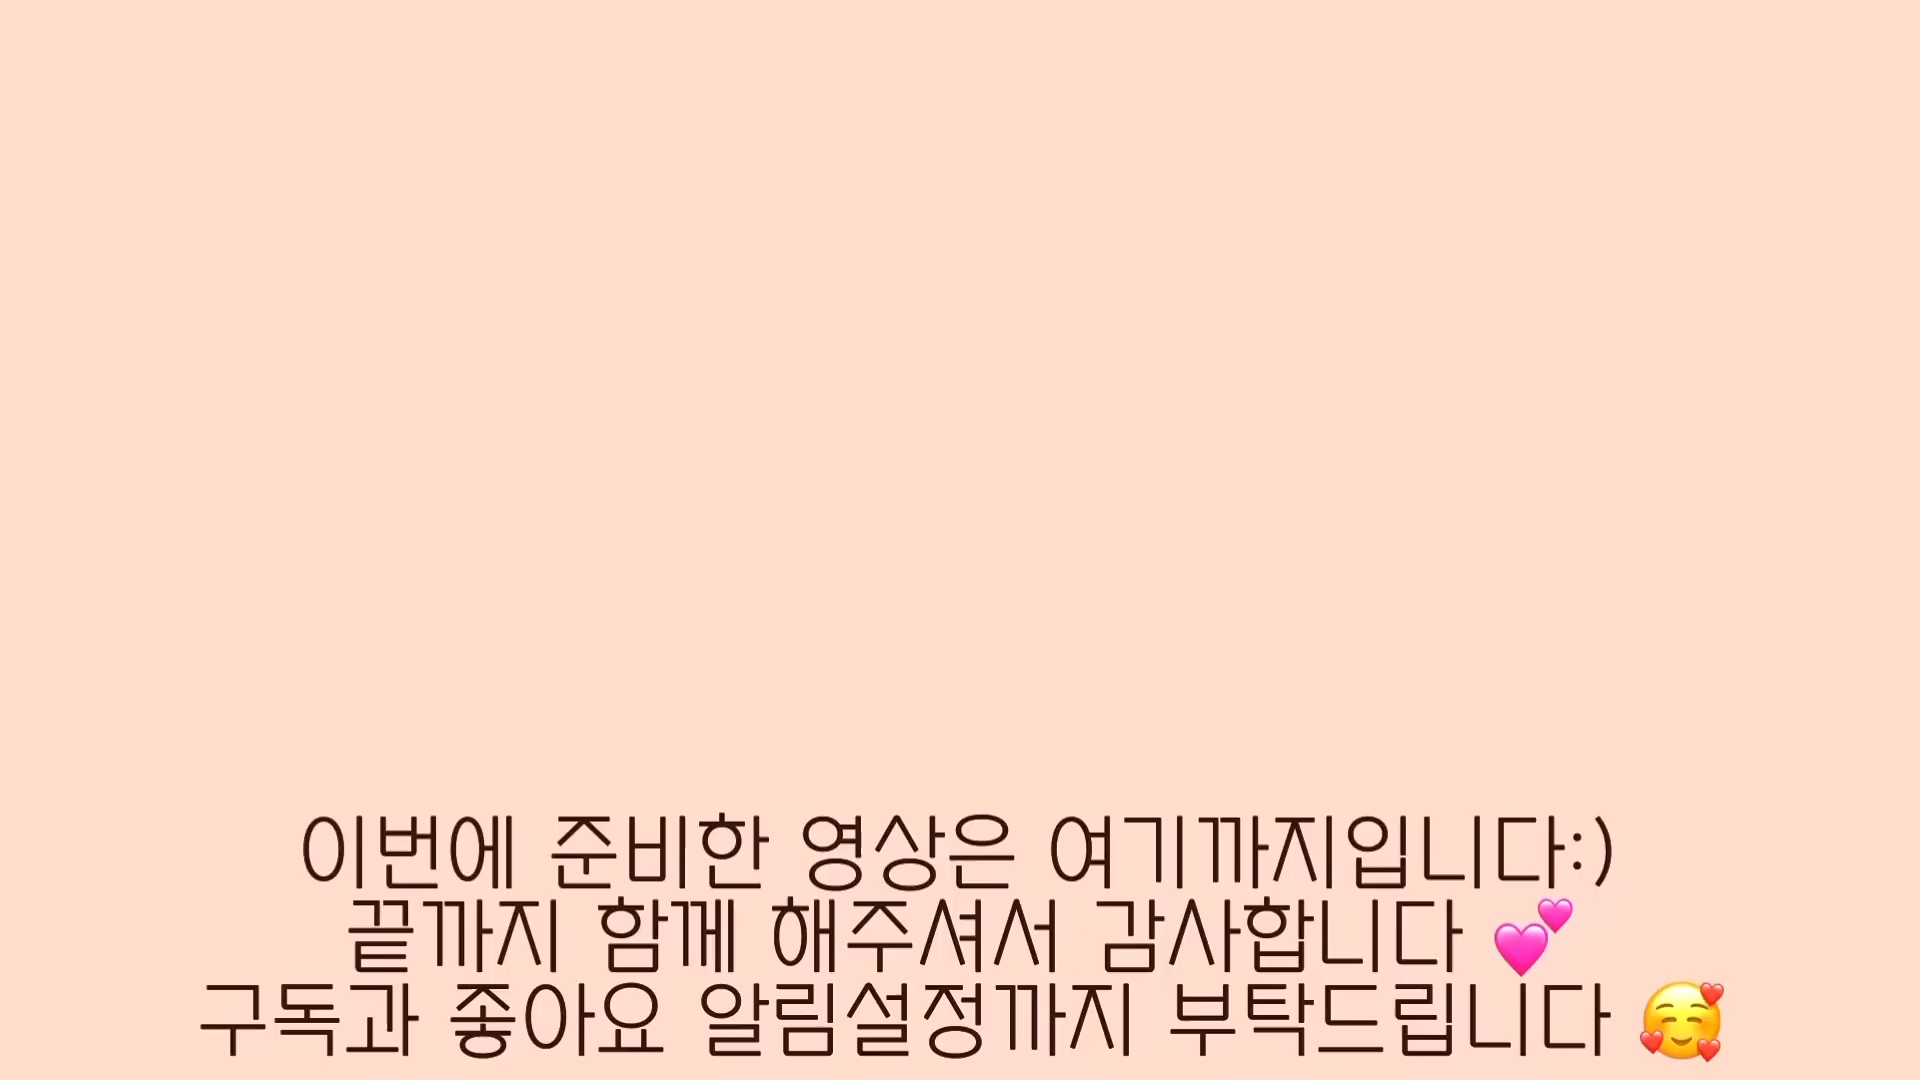 이번에 준비한 영상은 여기까지입니다:)
끝까지 함께 해주셔서 감사합니다 💕
구독과 좋아요 알림설정까지 부탁드립니다 🥰